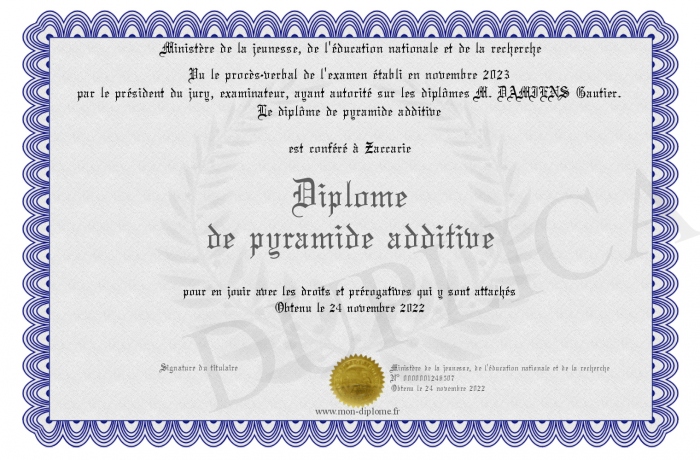 Ministère de la jeunesse, de l'éducation nationale et de la recherche
Vu le procès-verbal de l'examen établi en novembre 2023
par le président du jury, examinateur, ayant autorité sur les diplômes M. DAMIENS Gautier.
Le diplôme de pyramide additive
est conféré à Zaccarie
Diplome
de pyramide additive
DUPLICATA
pour en jouir avec les droits et prérogatives qui y sont attachés
Obtenu le 24 novembre 2022
Signature du titulaire
Ministère de la jeunesse, de l'éducation nationale et de la recherche
N° 0000001248507
Obtenu le 24 novembre 2022
www.mon-diplome.fr